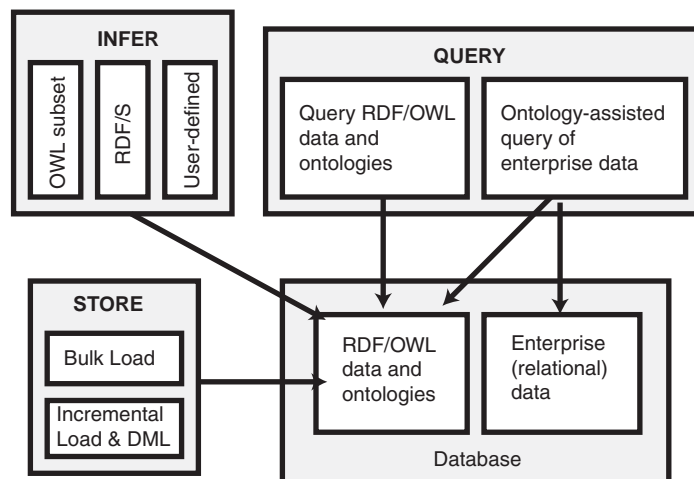 INFER
OWL subset
RDF/S
User-defined
QUERY
Query RDF/OWL
data and
ontologies
Ontology-assisted
query of
enterprise data
STORE
Bulk Load
Incremental
Load & DML
RDF/OWL
data and
ontologies
Enterprise
(relational)
data
Database